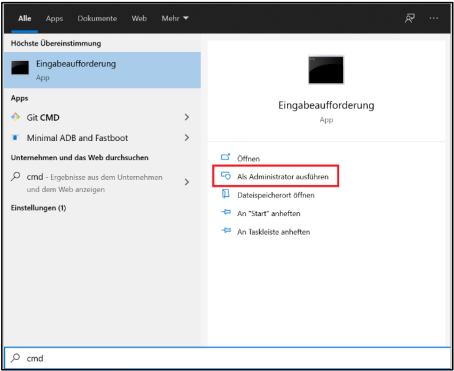 Alle Apps Dokumente Web Mehr
Höchste Übereinstimmung
Eingabeaufforderung
App
Apps
Git CMD
Minimal ADB and Fastboot
Unternehmen und das Web durchsuchen
cmd - Ergebnisse aus dem Unternehmen
und dem Web anzeigen
Einstellungen (1)
Eingabeaufforderung
App
Öffnen
Als Administrator ausführen
Dateispeicherort öffnen
An "Start" anheften
An Taskleiste anheften
cmd